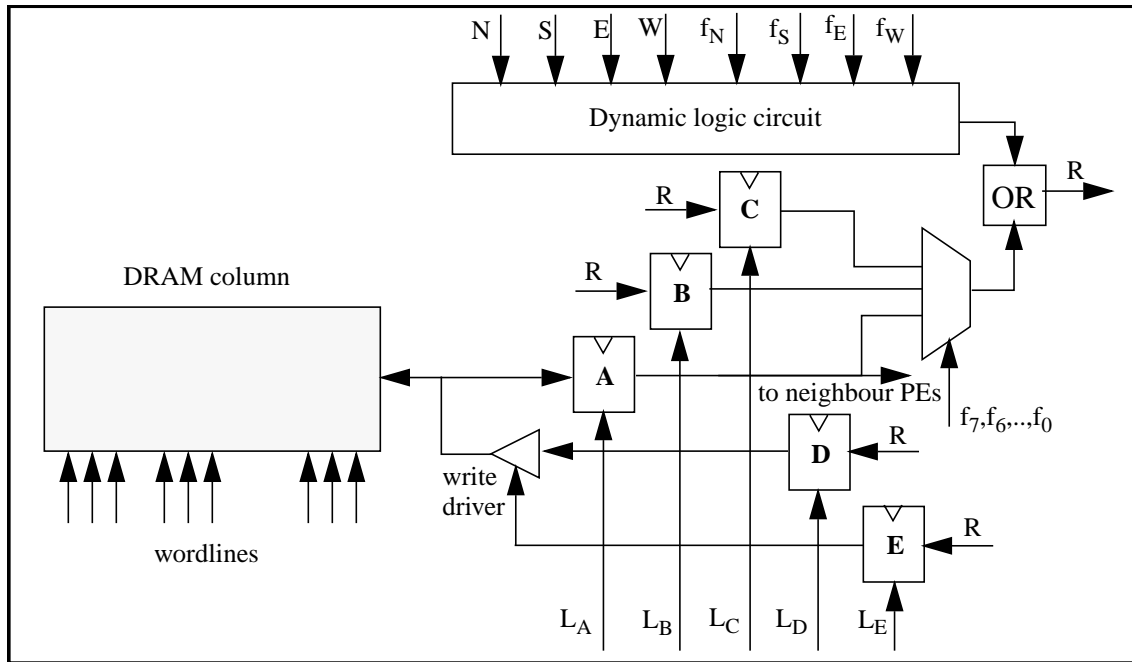 N S E W f_N f_S f_E f_W
Dynamic logic circuit
R
OR
R
C
DRAM column
R
B
A
to neighbour PEs
f_7,f_6,..,f_0
D
R
write
driver
E
R
wordlines
L_A L_B L_C L_D L_E